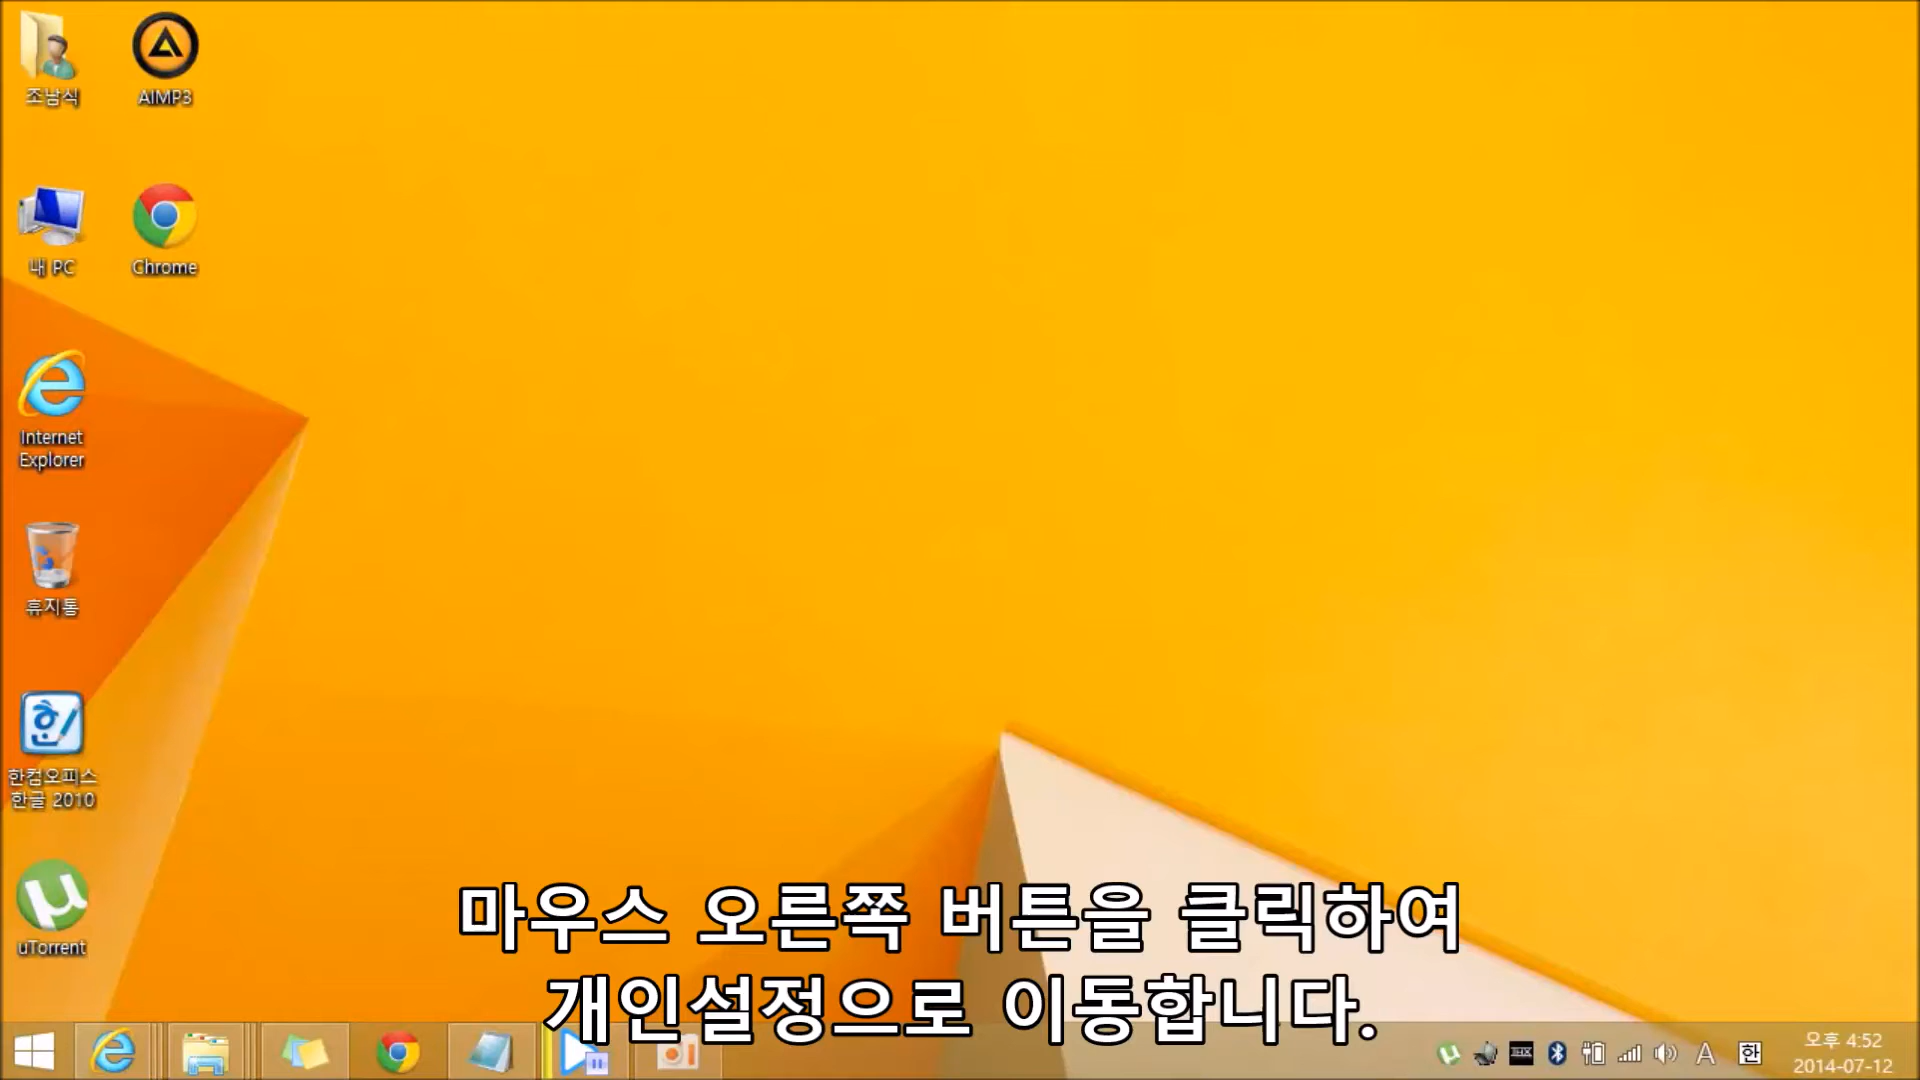 조남식
AIMP3
내 PC
Chrome
Internet
Explorer
휴지통
한컴오피스
한글 2010
uTorrent
마우스 오른쪽 버튼을 클릭하여
개인설정으로 이동합니다.
THX
A
한
오후 4:52
2014-07-12